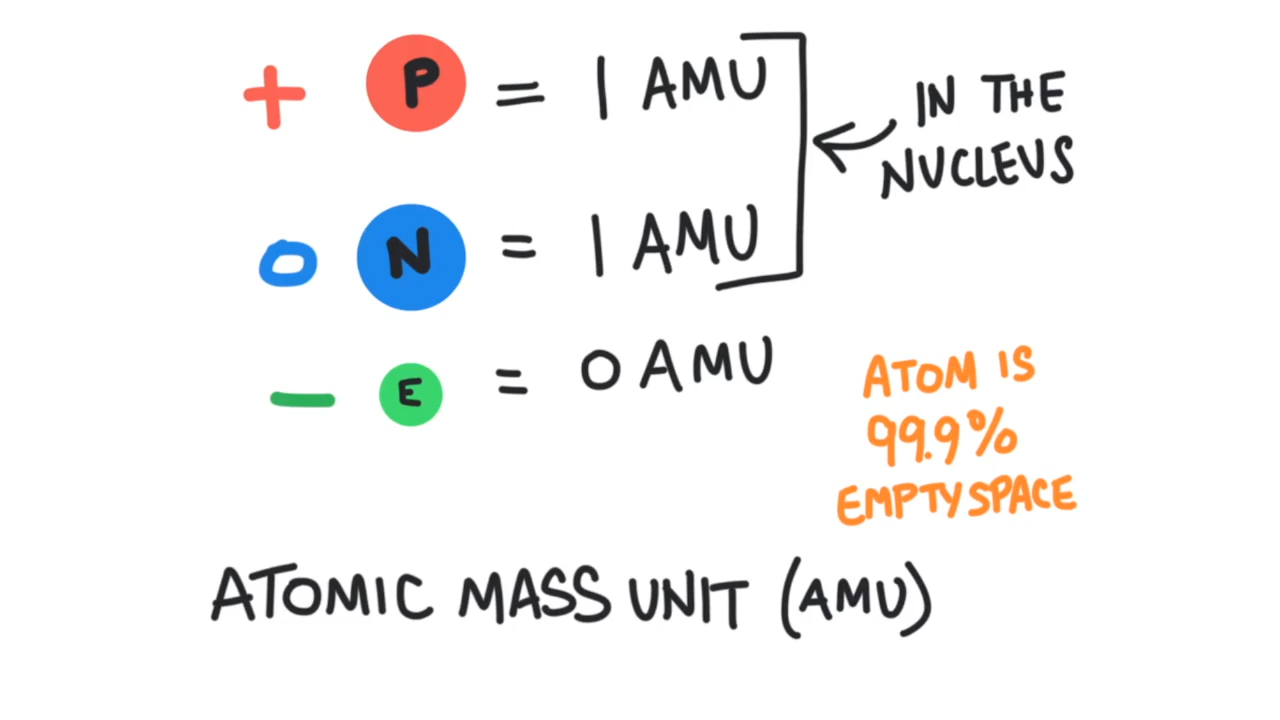 + P = 1 AMU
IN THE
NUCLEUS
0 N = 1 AMU
− E = 0 AMU
ATOM IS
99.9%
EMPTY SPACE
ATOMIC MASS UNIT (AMU)